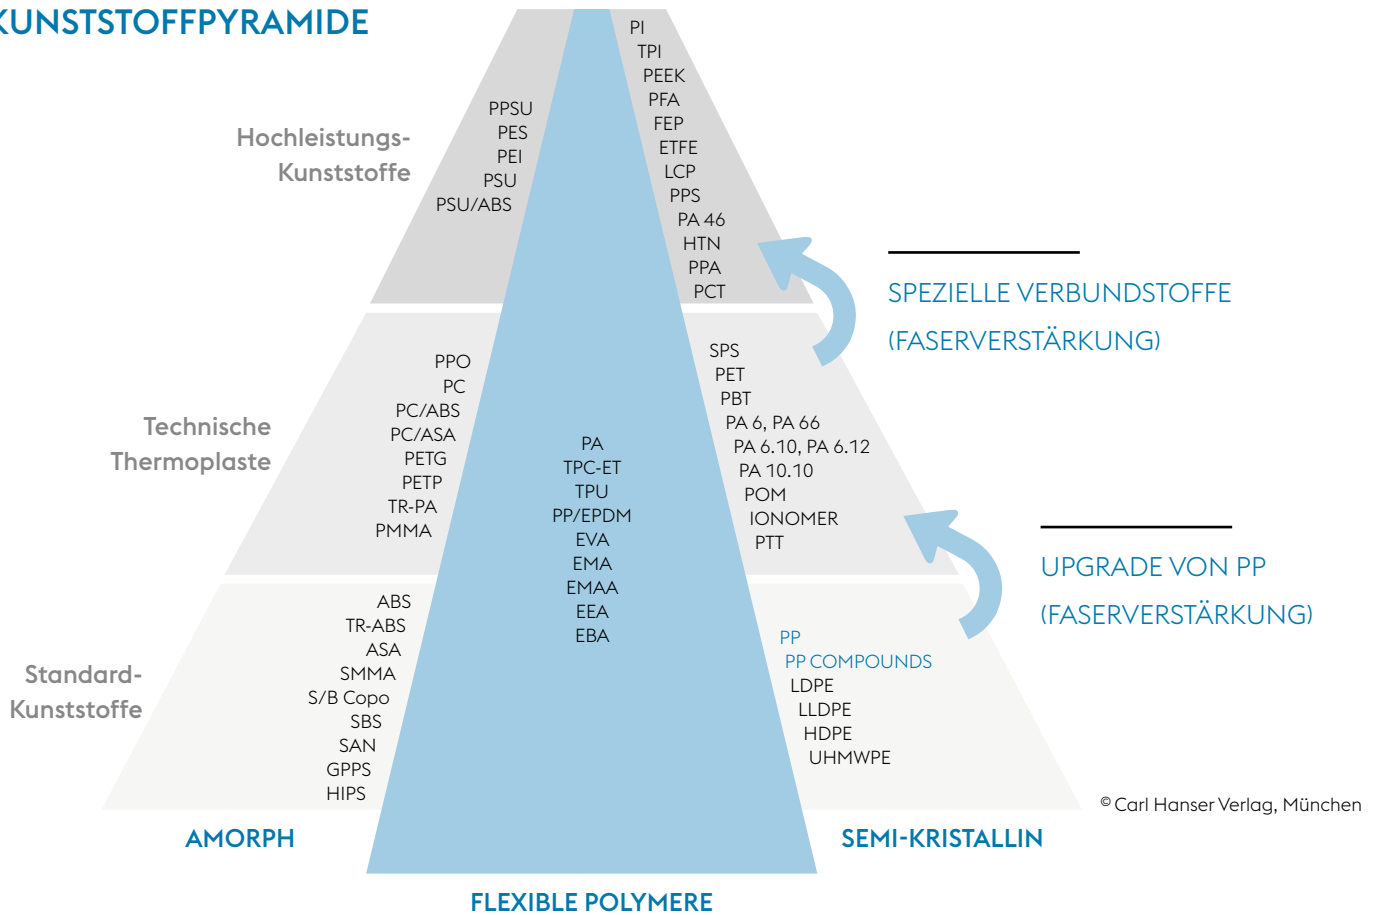 KUNSTSTOFFPYRAMIDE
Hochleistungs-
Kunststoffe
PPSU
PES
PEI
PSU
PSU/ABS
PI
TPI
PEEK
PFA
FEP
ETFE
LCP
PPS
PA 46
HTN
PPA
PCT
SPEZIELLE VERBUNDSTOFFE
(FASERVERSTÄRKUNG)
Technische
Thermoplaste
PPO
PC
PC/ABS
PC/ASA
PETG
PETP
TR-PA
PMMA
PA
TPC-ET
TPU
PP/EPDM
EVA
EMA
EMAA
EEA
EBA
SPS
PET
PBT
PA 6, PA 66
PA 6.10, PA 6.12
PA 10.10
POM
IONOMER
PTT
UPGRADE VON PP
(FASERVERSTÄRKUNG)
Standard-
Kunststoffe
ABS
TR-ABS
ASA
SMMA
S/B Copo
SBS
SAN
GPPS
HIPS
PP
PP COMPOUNDS
LDPE
LLDPE
HDPE
UHMWPE
© Carl Hanser Verlag, München
AMORPH
SEMI-KRISTALLIN
FLEXIBLE POLYMERE